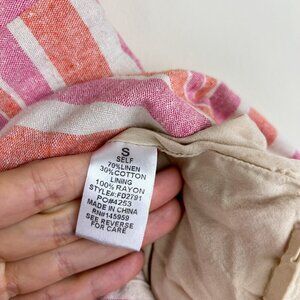 S
SELF
70%LINEN
30%COTTON
LINING
100%RAYON
STYLE#:FD2791
PO#4253
MADE IN CHINA
RN#145959
SEE REVERSE
FOR CARE